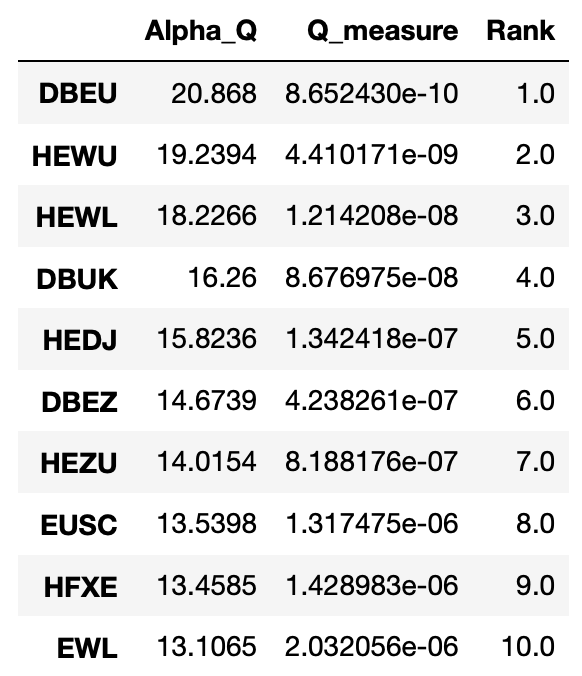 Alpha_Q Q_measure Rank
DBEU 20.868 8.652430e-10 1.0
HEWU 19.2394 4.410171e-09 2.0
HEWL 18.2266 1.214208e-08 3.0
DBUK 16.26 8.676975e-08 4.0
HEDJ 15.8236 1.342418e-07 5.0
DBEZ 14.6739 4.238261e-07 6.0
HEZU 14.0154 8.188176e-07 7.0
EUSC 13.5398 1.317475e-06 8.0
HFXE 13.4585 1.428983e-06 9.0
EWL 13.1065 2.032056e-06 10.0